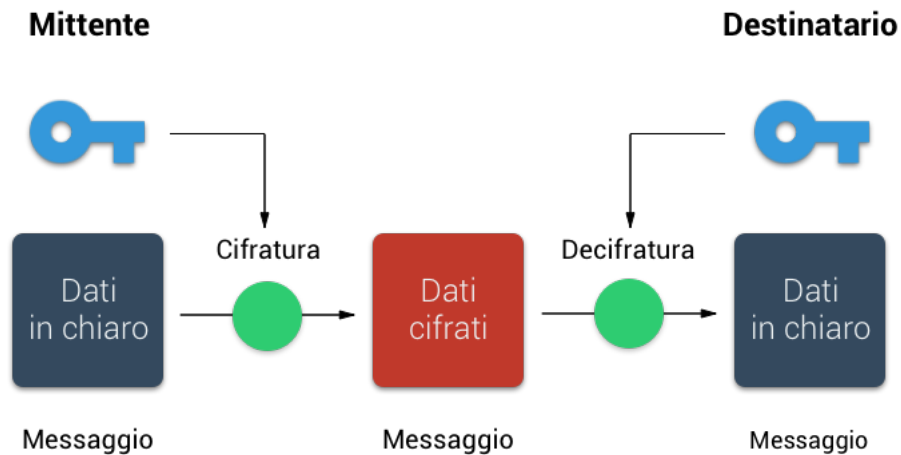 Mittente
Destinatario
Cifratura
Decifratura
Dati
in chiaro
Dati
cifrati
Dati
in chiaro
Messaggio
Messaggio
Messaggio